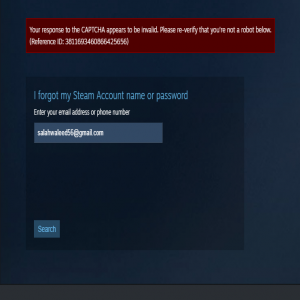 Your response to the CAPTCHA appears to be invalid. Please re-verify that you're not a robot below.
(Reference ID: 3811693460866425656)
I forgot my Steam Account name or password
Enter your email address or phone number
salahwaleed56@gmail.com
Search